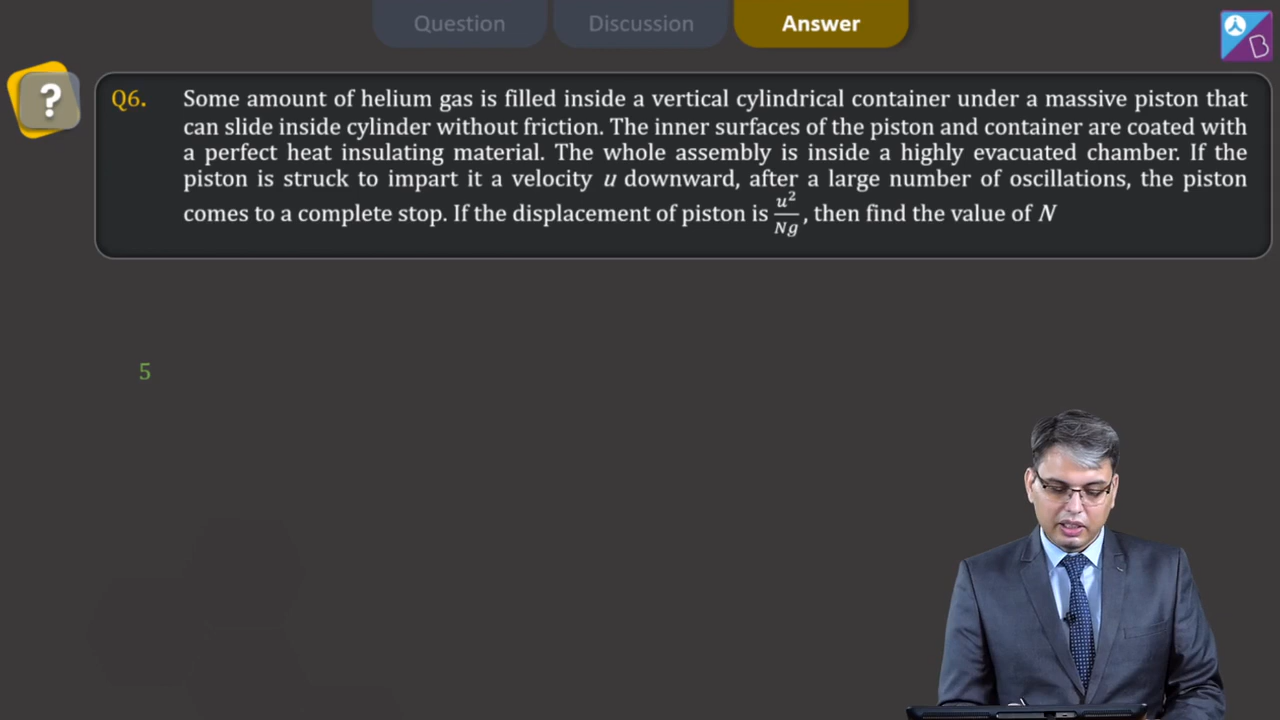 Question Discussion Answer
?
Q6. Some amount of helium gas is filled inside a vertical cylindrical container under a massive piston that
can slide inside cylinder without friction. The inner surfaces of the piston and container are coated with
a perfect heat insulating material. The whole assembly is inside a highly evacuated chamber. If the
piston is struck to impart it a velocity u downward, after a large number of oscillations, the piston
comes to a complete stop. If the displacement of piston is u²/Ng, then find the value of N
5
B